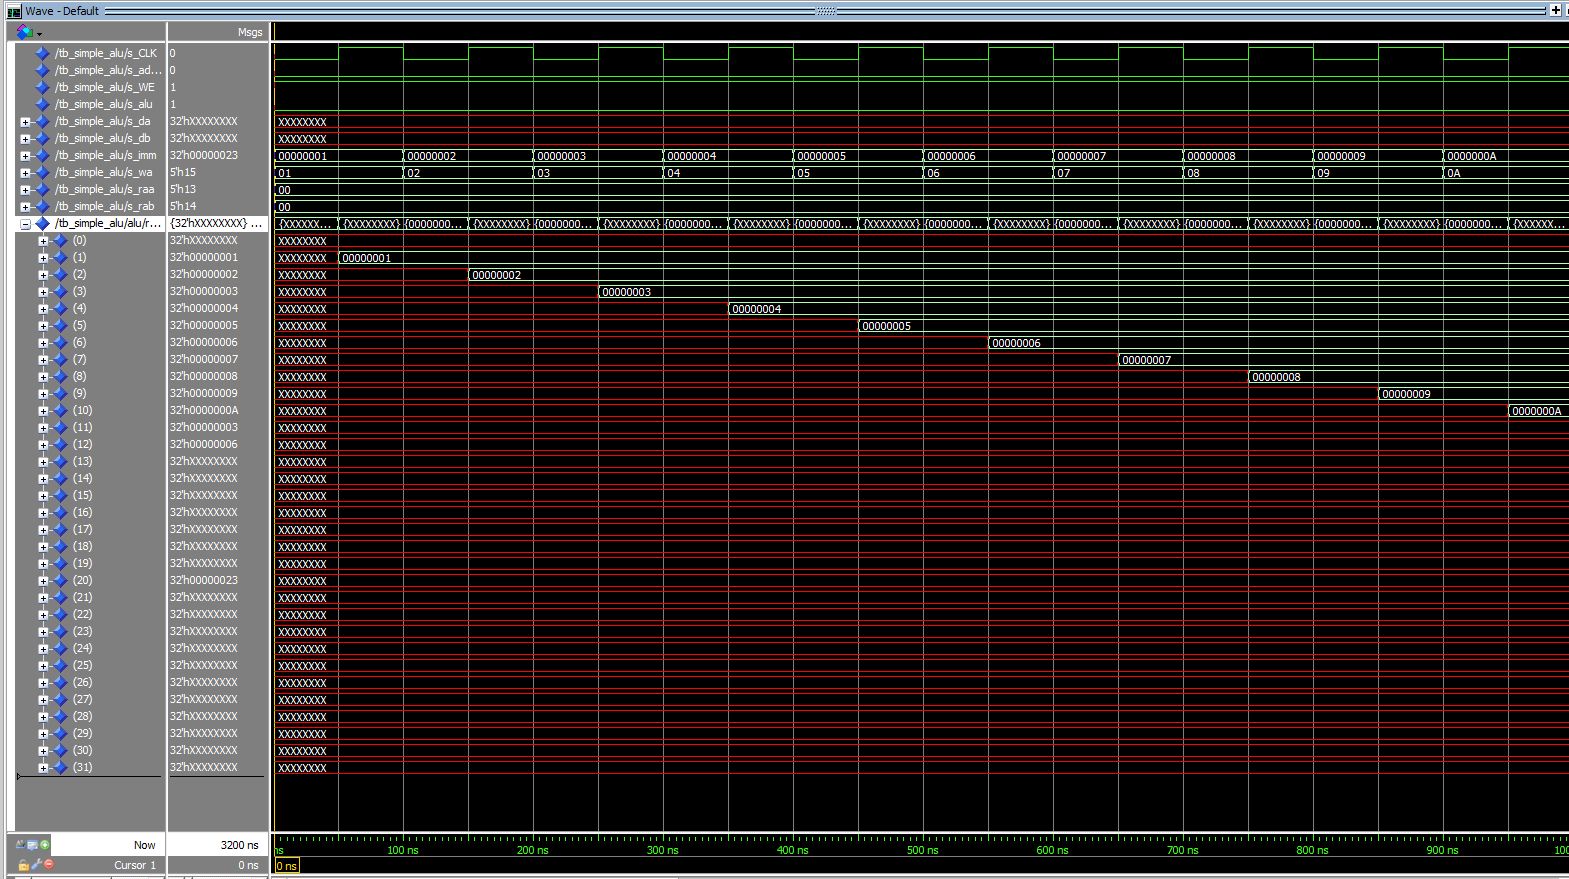 Wave - Default
Msgs
/tb_simple_alu/s_CLK 0
/tb_simple_alu/s_ad... 0
/tb_simple_alu/s_WE 1
/tb_simple_alu/s_alu 1
/tb_simple_alu/s_da 32'hXXXXXXXX XXXXXXXX
/tb_simple_alu/s_db 32'hXXXXXXXX XXXXXXXX
/tb_simple_alu/s_imm 32'h00000023 00000001 00000002 00000003 00000004 00000005 00000006 00000007 00000008 00000009 0000000A
/tb_simple_alu/s_wa 5'h15 01 02 03 04 05 06 07 08 09 0A
/tb_simple_alu/s_raa 5'h13 00
/tb_simple_alu/s_rab 5'h14 00
/tb_simple_alu/alu/r... {32'hXXXXXXXX} ... {XXXXXX... {XXXXXXXX} {0000000... {XXXXXXXX} {0000000... {XXXXXXXX} {0000000... {XXXXXXXX} {0000000... {XXXXXXXX} {0000000... {XXXXXXXX} {0000000... {XXXXXXXX} {0000000... {XXXXXXXX} {0000000... {XXXXXXXX} {0000000... {XXXXXX...
(0) 32'hXXXXXXXX XXXXXXXX
(1) 32'h00000001 XXXXXXXX 00000001
(2) 32'h00000002 XXXXXXXX 00000002
(3) 32'h00000003 XXXXXXXX 00000003
(4) 32'h00000004 XXXXXXXX 00000004
(5) 32'h00000005 XXXXXXXX 00000005
(6) 32'h00000006 XXXXXXXX 00000006
(7) 32'h00000007 XXXXXXXX 00000007
(8) 32'h00000008 XXXXXXXX 00000008
(9) 32'h00000009 XXXXXXXX 00000009
(10) 32'h0000000A XXXXXXXX 0000000A
(11) 32'h00000003 XXXXXXXX
(12) 32'h00000006 XXXXXXXX
(13) 32'hXXXXXXXX XXXXXXXX
(14) 32'hXXXXXXXX XXXXXXXX
(15) 32'hXXXXXXXX XXXXXXXX
(16) 32'hXXXXXXXX XXXXXXXX
(17) 32'hXXXXXXXX XXXXXXXX
(18) 32'hXXXXXXXX XXXXXXXX
(19) 32'hXXXXXXXX XXXXXXXX
(20) 32'h00000023 XXXXXXXX
(21) 32'hXXXXXXXX XXXXXXXX
(22) 32'hXXXXXXXX XXXXXXXX
(23) 32'hXXXXXXXX XXXXXXXX
(24) 32'hXXXXXXXX XXXXXXXX
(25) 32'hXXXXXXXX XXXXXXXX
(26) 32'hXXXXXXXX XXXXXXXX
(27) 32'hXXXXXXXX XXXXXXXX
(28) 32'hXXXXXXXX XXXXXXXX
(29) 32'hXXXXXXXX XXXXXXXX
(30) 32'hXXXXXXXX XXXXXXXX
(31) 32'hXXXXXXXX XXXXXXXX
Now 3200 ns ns 100 ns 200 ns 300 ns 400 ns 500 ns 600 ns 700 ns 800 ns 900 ns 100
Cursor 1 0 ns 0 ns